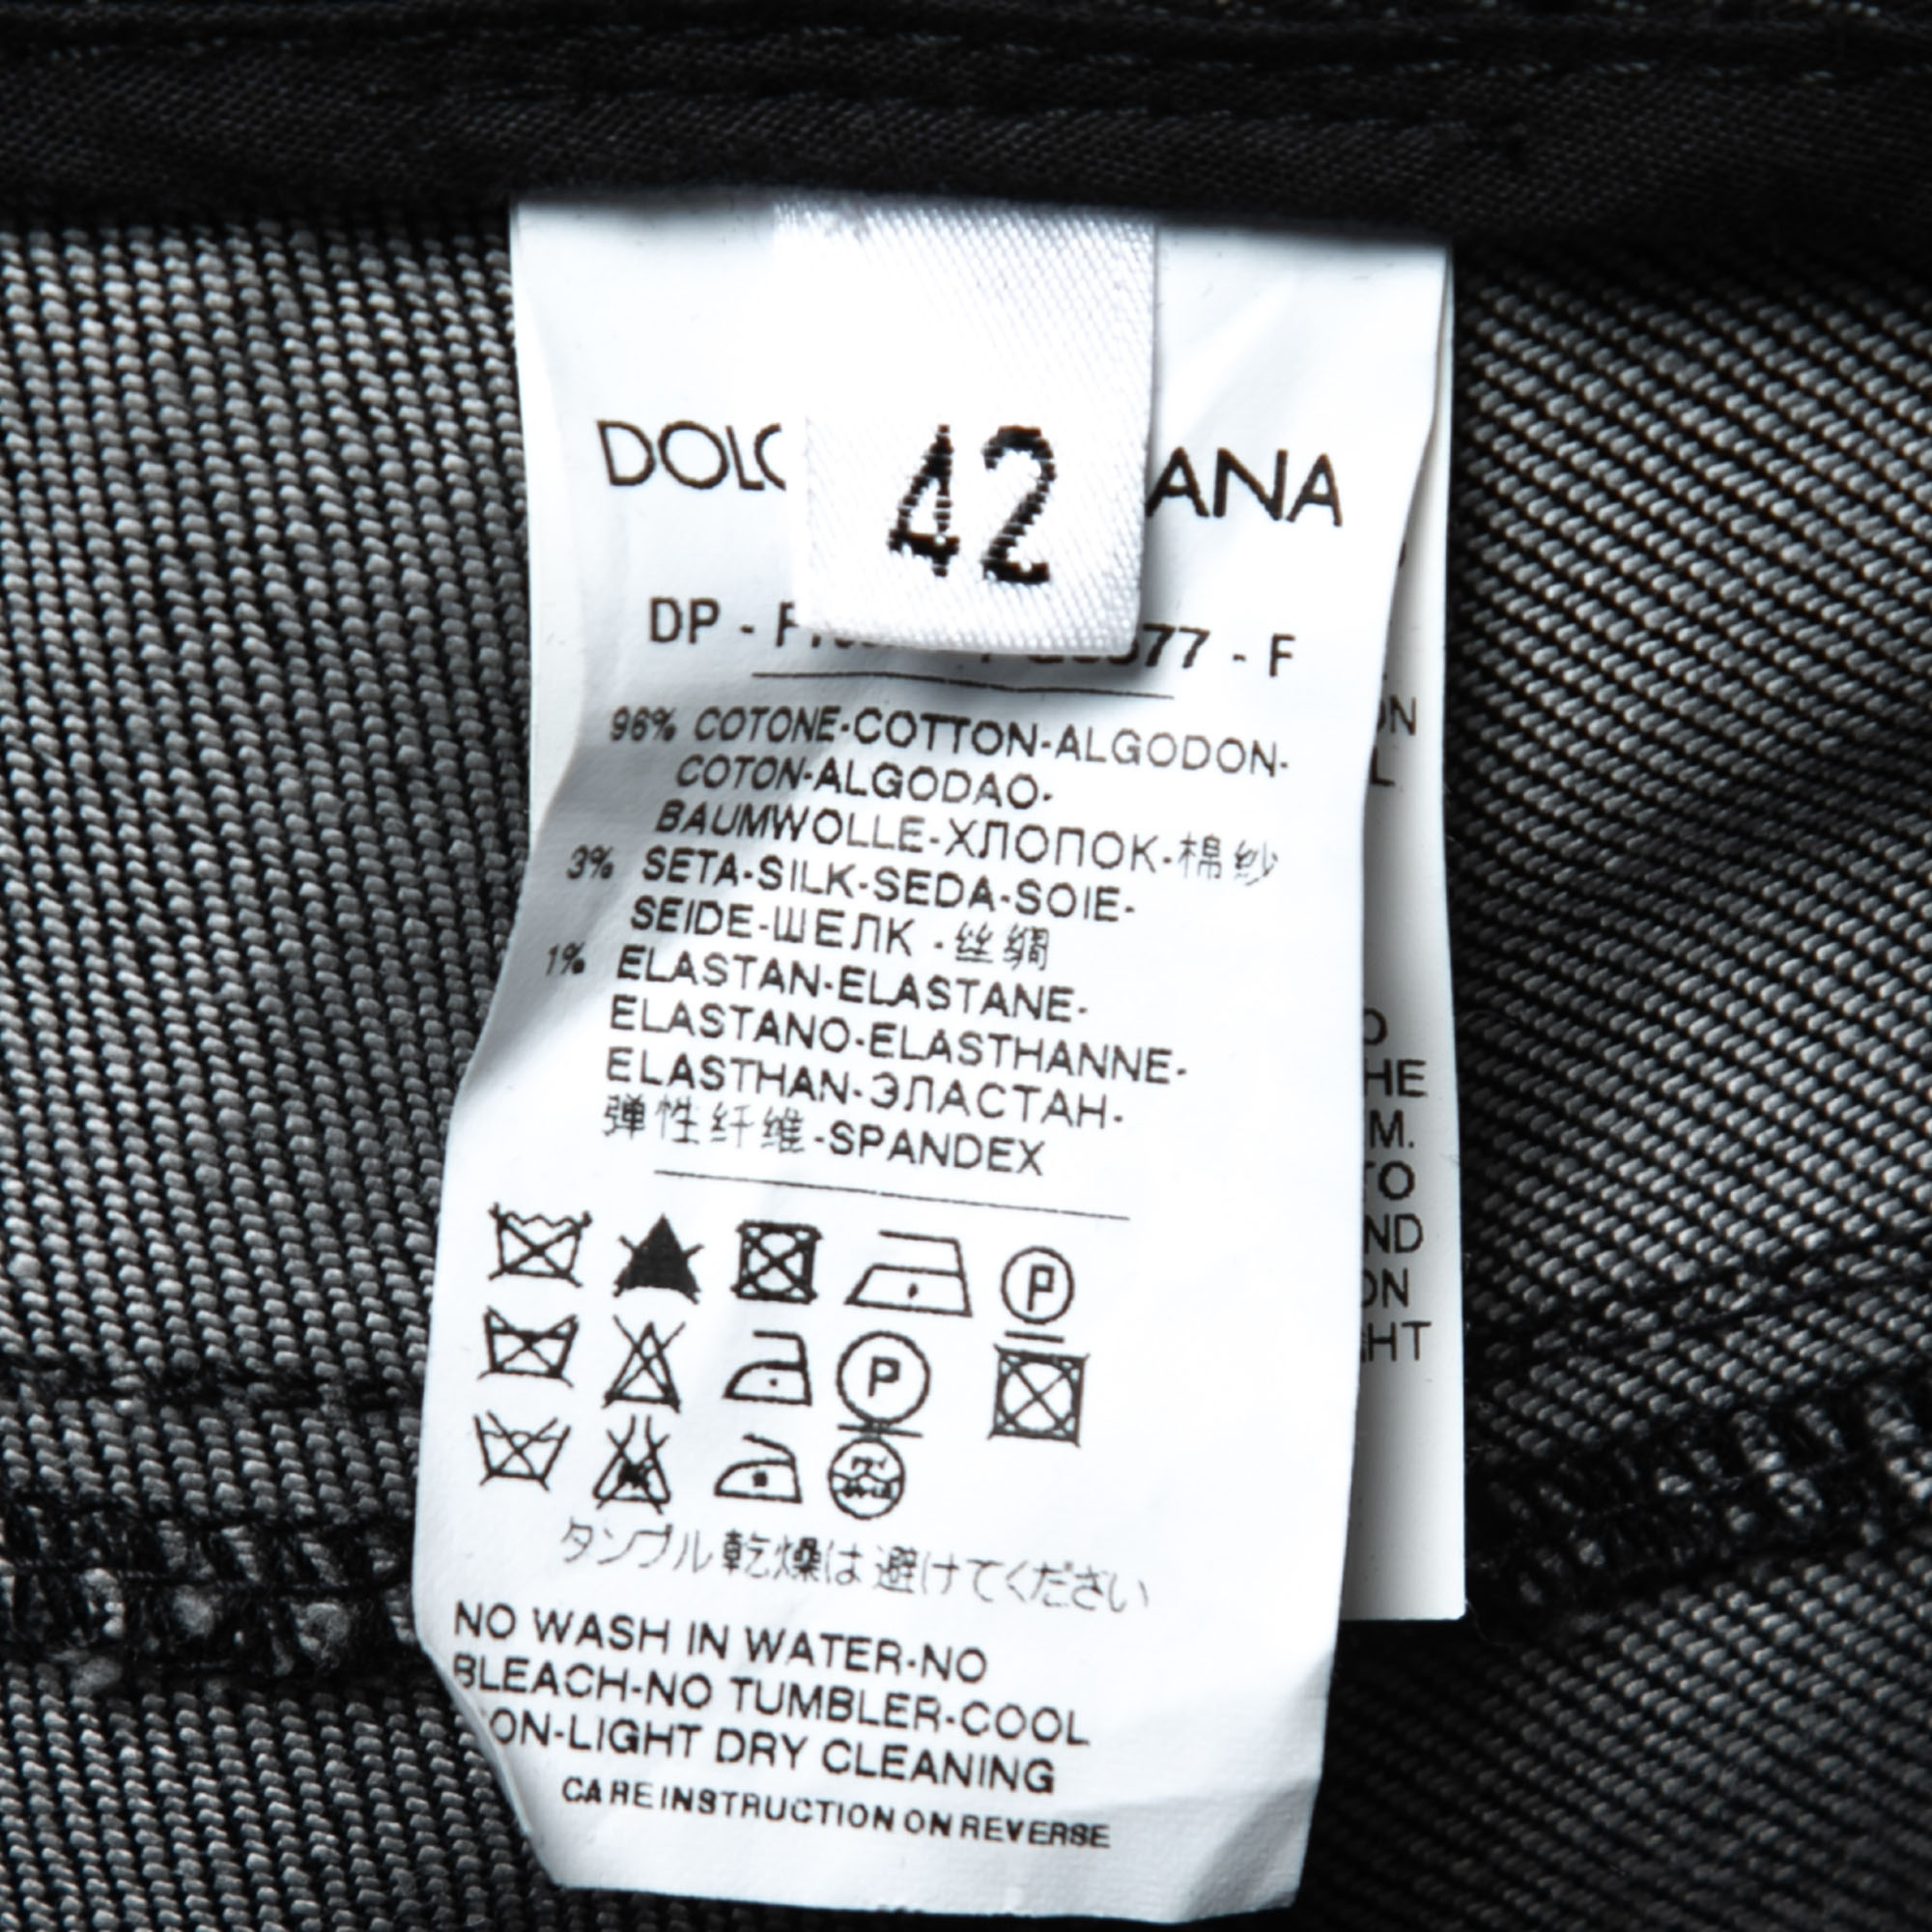 42
DP - 77 - F
96% COTONE-COTTON-ALGODON-
COTON-ALGODAO-
BAUMWOLLE-ХЛОПОК-棉纱
3% SETA-SILK-SEDA-SOIE-
SEIDE-ШЕЛК -丝绸
1% ELASTAN-ELASTANE-
ELASTANO-ELASTHANNE-
ELASTHAN-ЭЛАСТАН-
弹性纤维-SPANDEX
P
P
タンブル乾燥は避けてください
NO WASH IN WATER-NO
BLEACH-NO TUMBLER-COOL
ON-LIGHT DRY CLEANING
CARE INSTRUCTION ON REVERSE